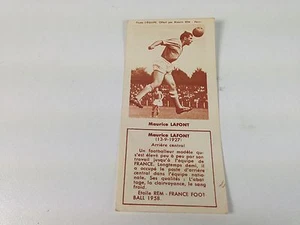 Maurice LAFONT
Maurice LAFONT
(13-9-1927)
Arrière central
Un footballeur modèle qui
s'est élevé peu à peu par son
travail jusqu'à l'équipe de
FRANCE. Longtemps demi, il
a occupé le poste d'arrière
central dans l'équipe natio-
nale. Ses qualités : L'abat-
tage, la clairvoyance, le sang
froid.
Etoile REM - FRANCE FOOT
BALL 1958.